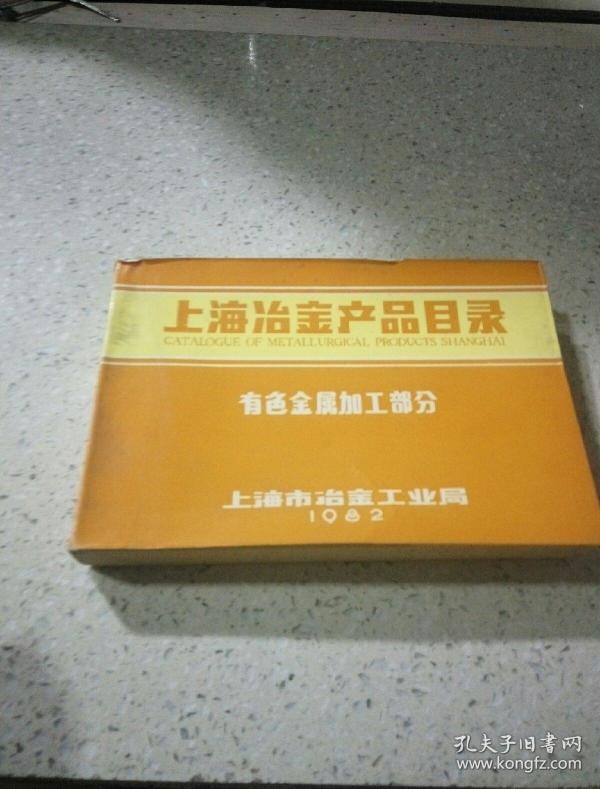 上海冶金产品目录
CATALOGUE OF METALLURGICAL PRODUCTS SHANGHAI
有色金属加工部分
上海市冶金工业局
1982
孔夫子旧书网
www.kongfz.com